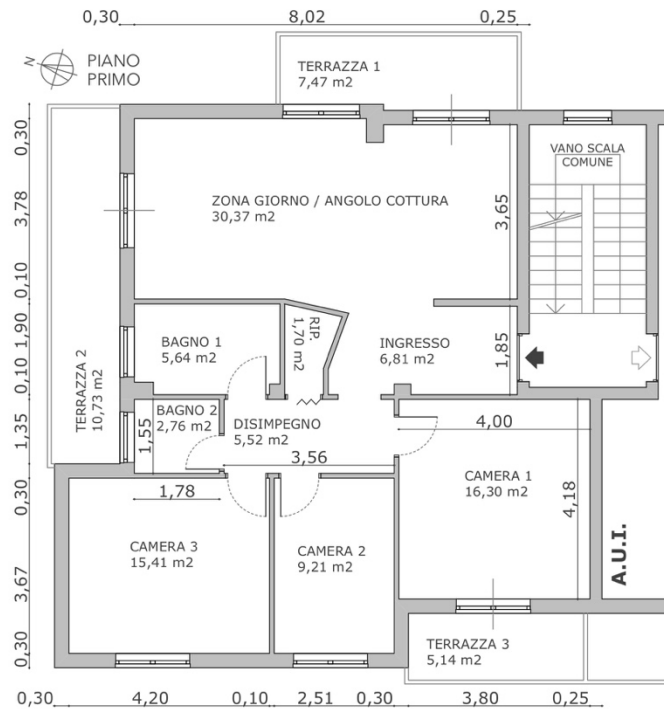 0,30 8,02 0,25
N
PIANO
PRIMO
TERRAZZA 1
7,47 m2
0,30
3,78
0,10
1,90
0,10
1,35
0,30
3,67
0,30
VANO SCALA
COMUNE
ZONA GIORNO / ANGOLO COTTURA
30,37 m2
3,65
BAGNO 1
5,64 m2
RIP.
1,70 m2
INGRESSO
6,81 m2
1,85
TERRAZZA 2
10,73 m2
BAGNO 2
2,76 m2
1,55
DISIMPEGNO
5,52 m2
3,56
1,78
4,00
CAMERA 1
16,30 m2
4,18
A.U.I.
CAMERA 3
15,41 m2
CAMERA 2
9,21 m2
TERRAZZA 3
5,14 m2
0,30 4,20 0,10 2,51 0,30 3,80 0,25